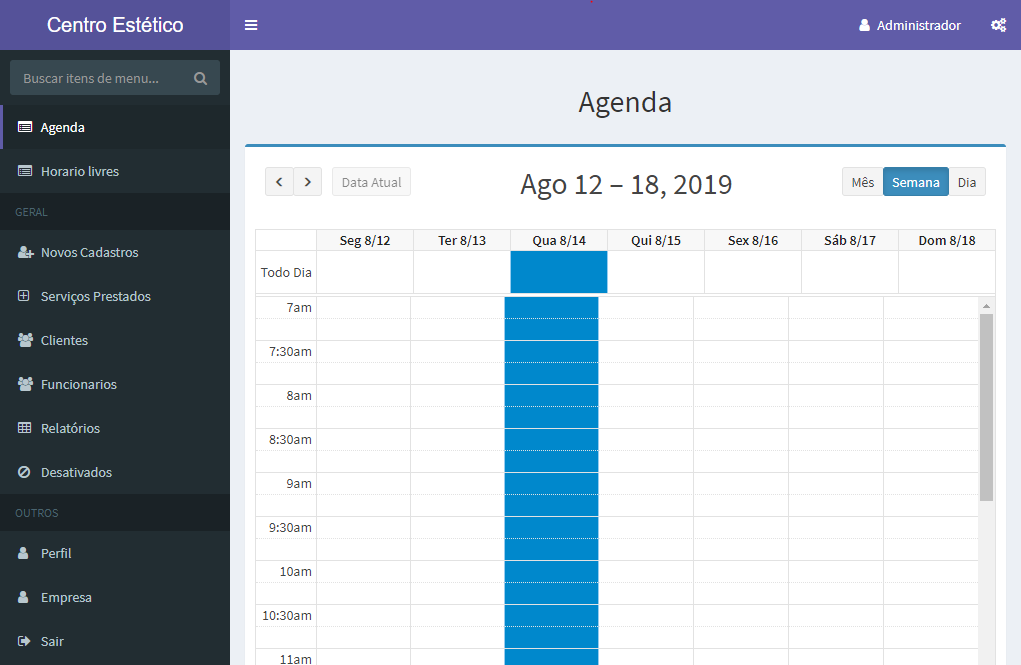 Centro Estético
Administrador
Buscar itens de menu...
Agenda
Horario livres
GERAL
Novos Cadastros
Serviços Prestados
Clientes
Funcionarios
Relatórios
Desativados
OUTROS
Perfil
Empresa
Sair
Agenda
Data Atual
Ago 12 – 18, 2019
Mês Semana Dia
Seg 8/12 Ter 8/13 Qua 8/14 Qui 8/15 Sex 8/16 Sáb 8/17 Dom 8/18
Todo Dia
7am
7:30am
8am
8:30am
9am
9:30am
10am
10:30am
11am